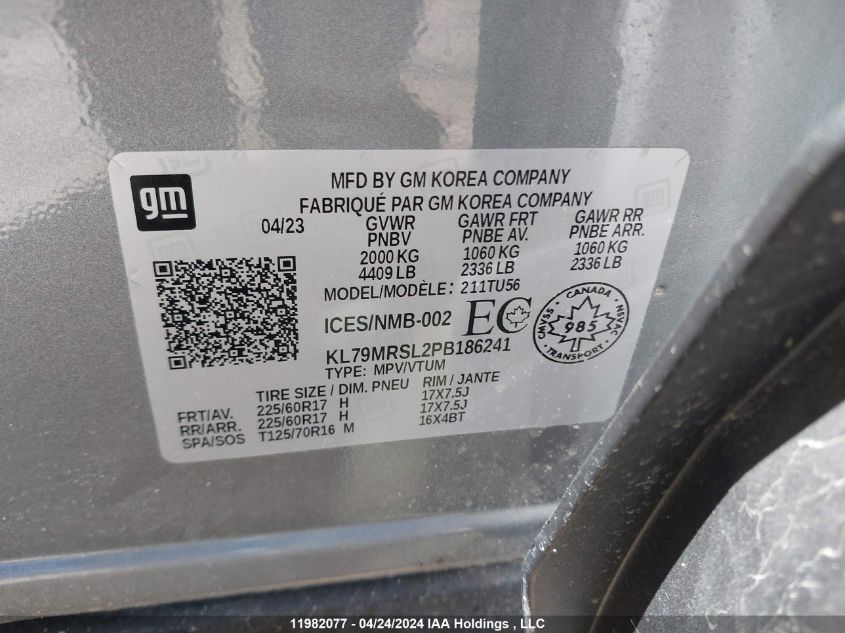 gm
MFD BY GM KOREA COMPANY
FABRIQUÉ PAR GM KOREA COMPANY
04/23 GVWR GAWR FRT GAWR RR
PNBV PNBE AV. PNBE ARR.
2000 KG 1060 KG 1060 KG
4409 LB 2336 LB 2336 LB
MODEL/MODÈLE : 211TU56
ICES/NMB-002 EC
CANADA
CMVSS 985 NSVAC
TRANSPORT
KL79MRSL2PB186241
TYPE: MPV/VTUM
TIRE SIZE / DIM. PNEU RIM / JANTE
FRT/AV. 225/60R17 H 17X7.5J
RR/ARR. 225/60R17 H 17X7.5J
SPA/SOS T125/70R16 M 16X4BT
11982077 - 04/24/2024 IAA Holdings , LLC